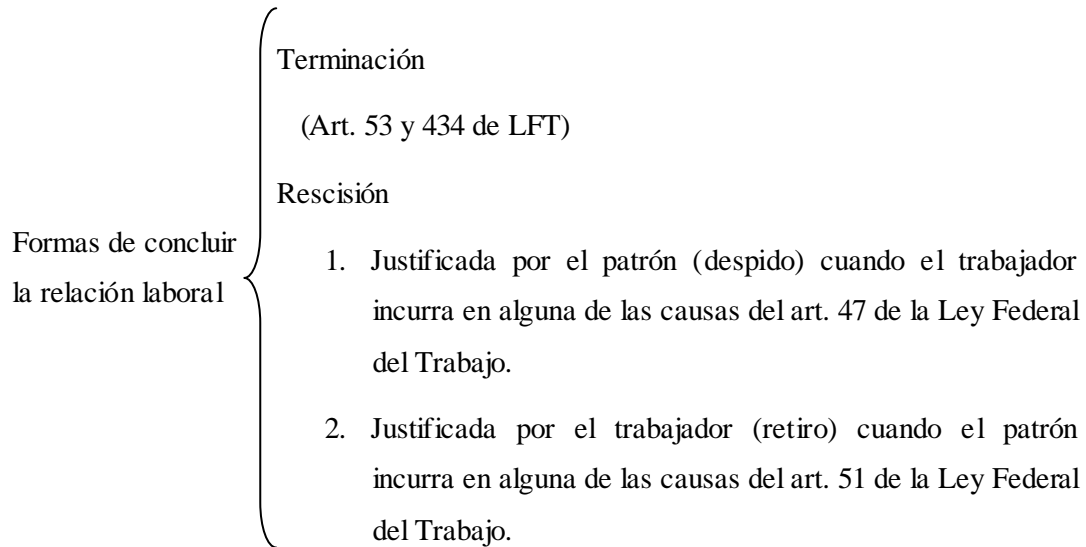 Terminación
(Art. 53 y 434 de LFT)
Rescisión
Formas de concluir
la relación laboral
1. Justificada por el patrón (despido) cuando el trabajador
incurra en alguna de las causas del art. 47 de la Ley Federal
del Trabajo.
2. Justificada por el trabajador (retiro) cuando el patrón
incurra en alguna de las causas del art. 51 de la Ley Federal
del Trabajo.